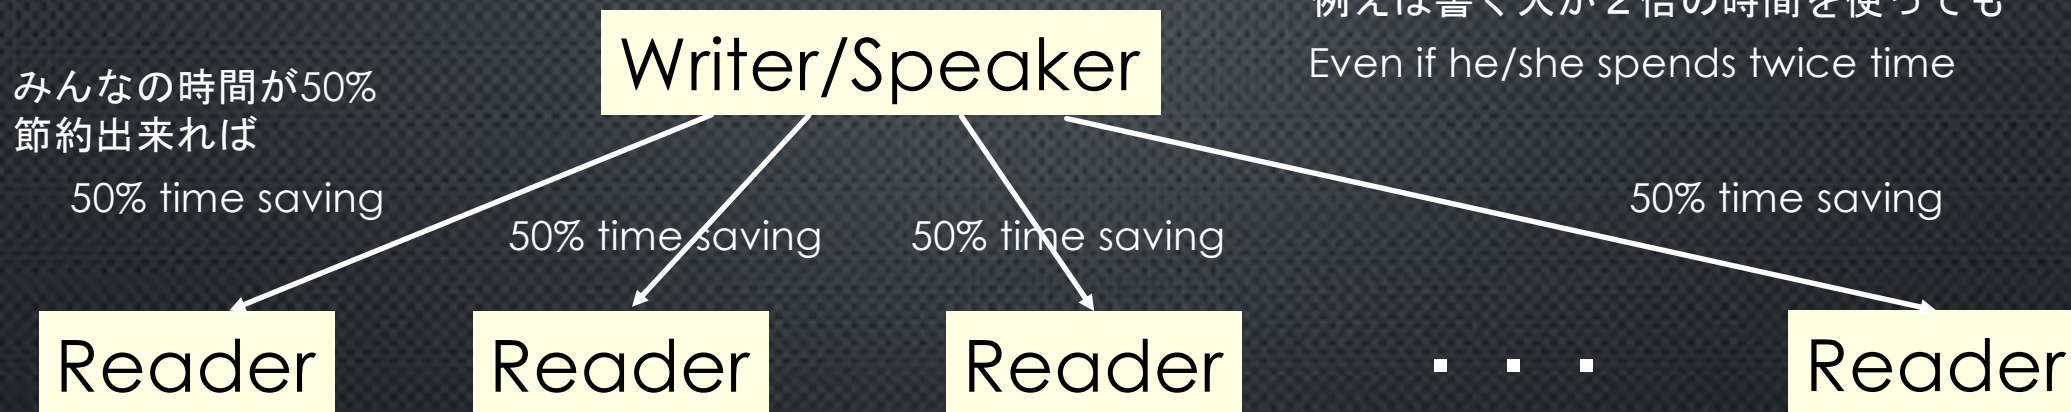 例えば書く人が２倍の時間を使っても
Writer/Speaker
Even if he/she spends twice time
みんなの時間が50%
節約出来れば
50% time saving
50% time saving
50% time saving
50% time saving
Reader
Reader
Reader
. . .
Reader